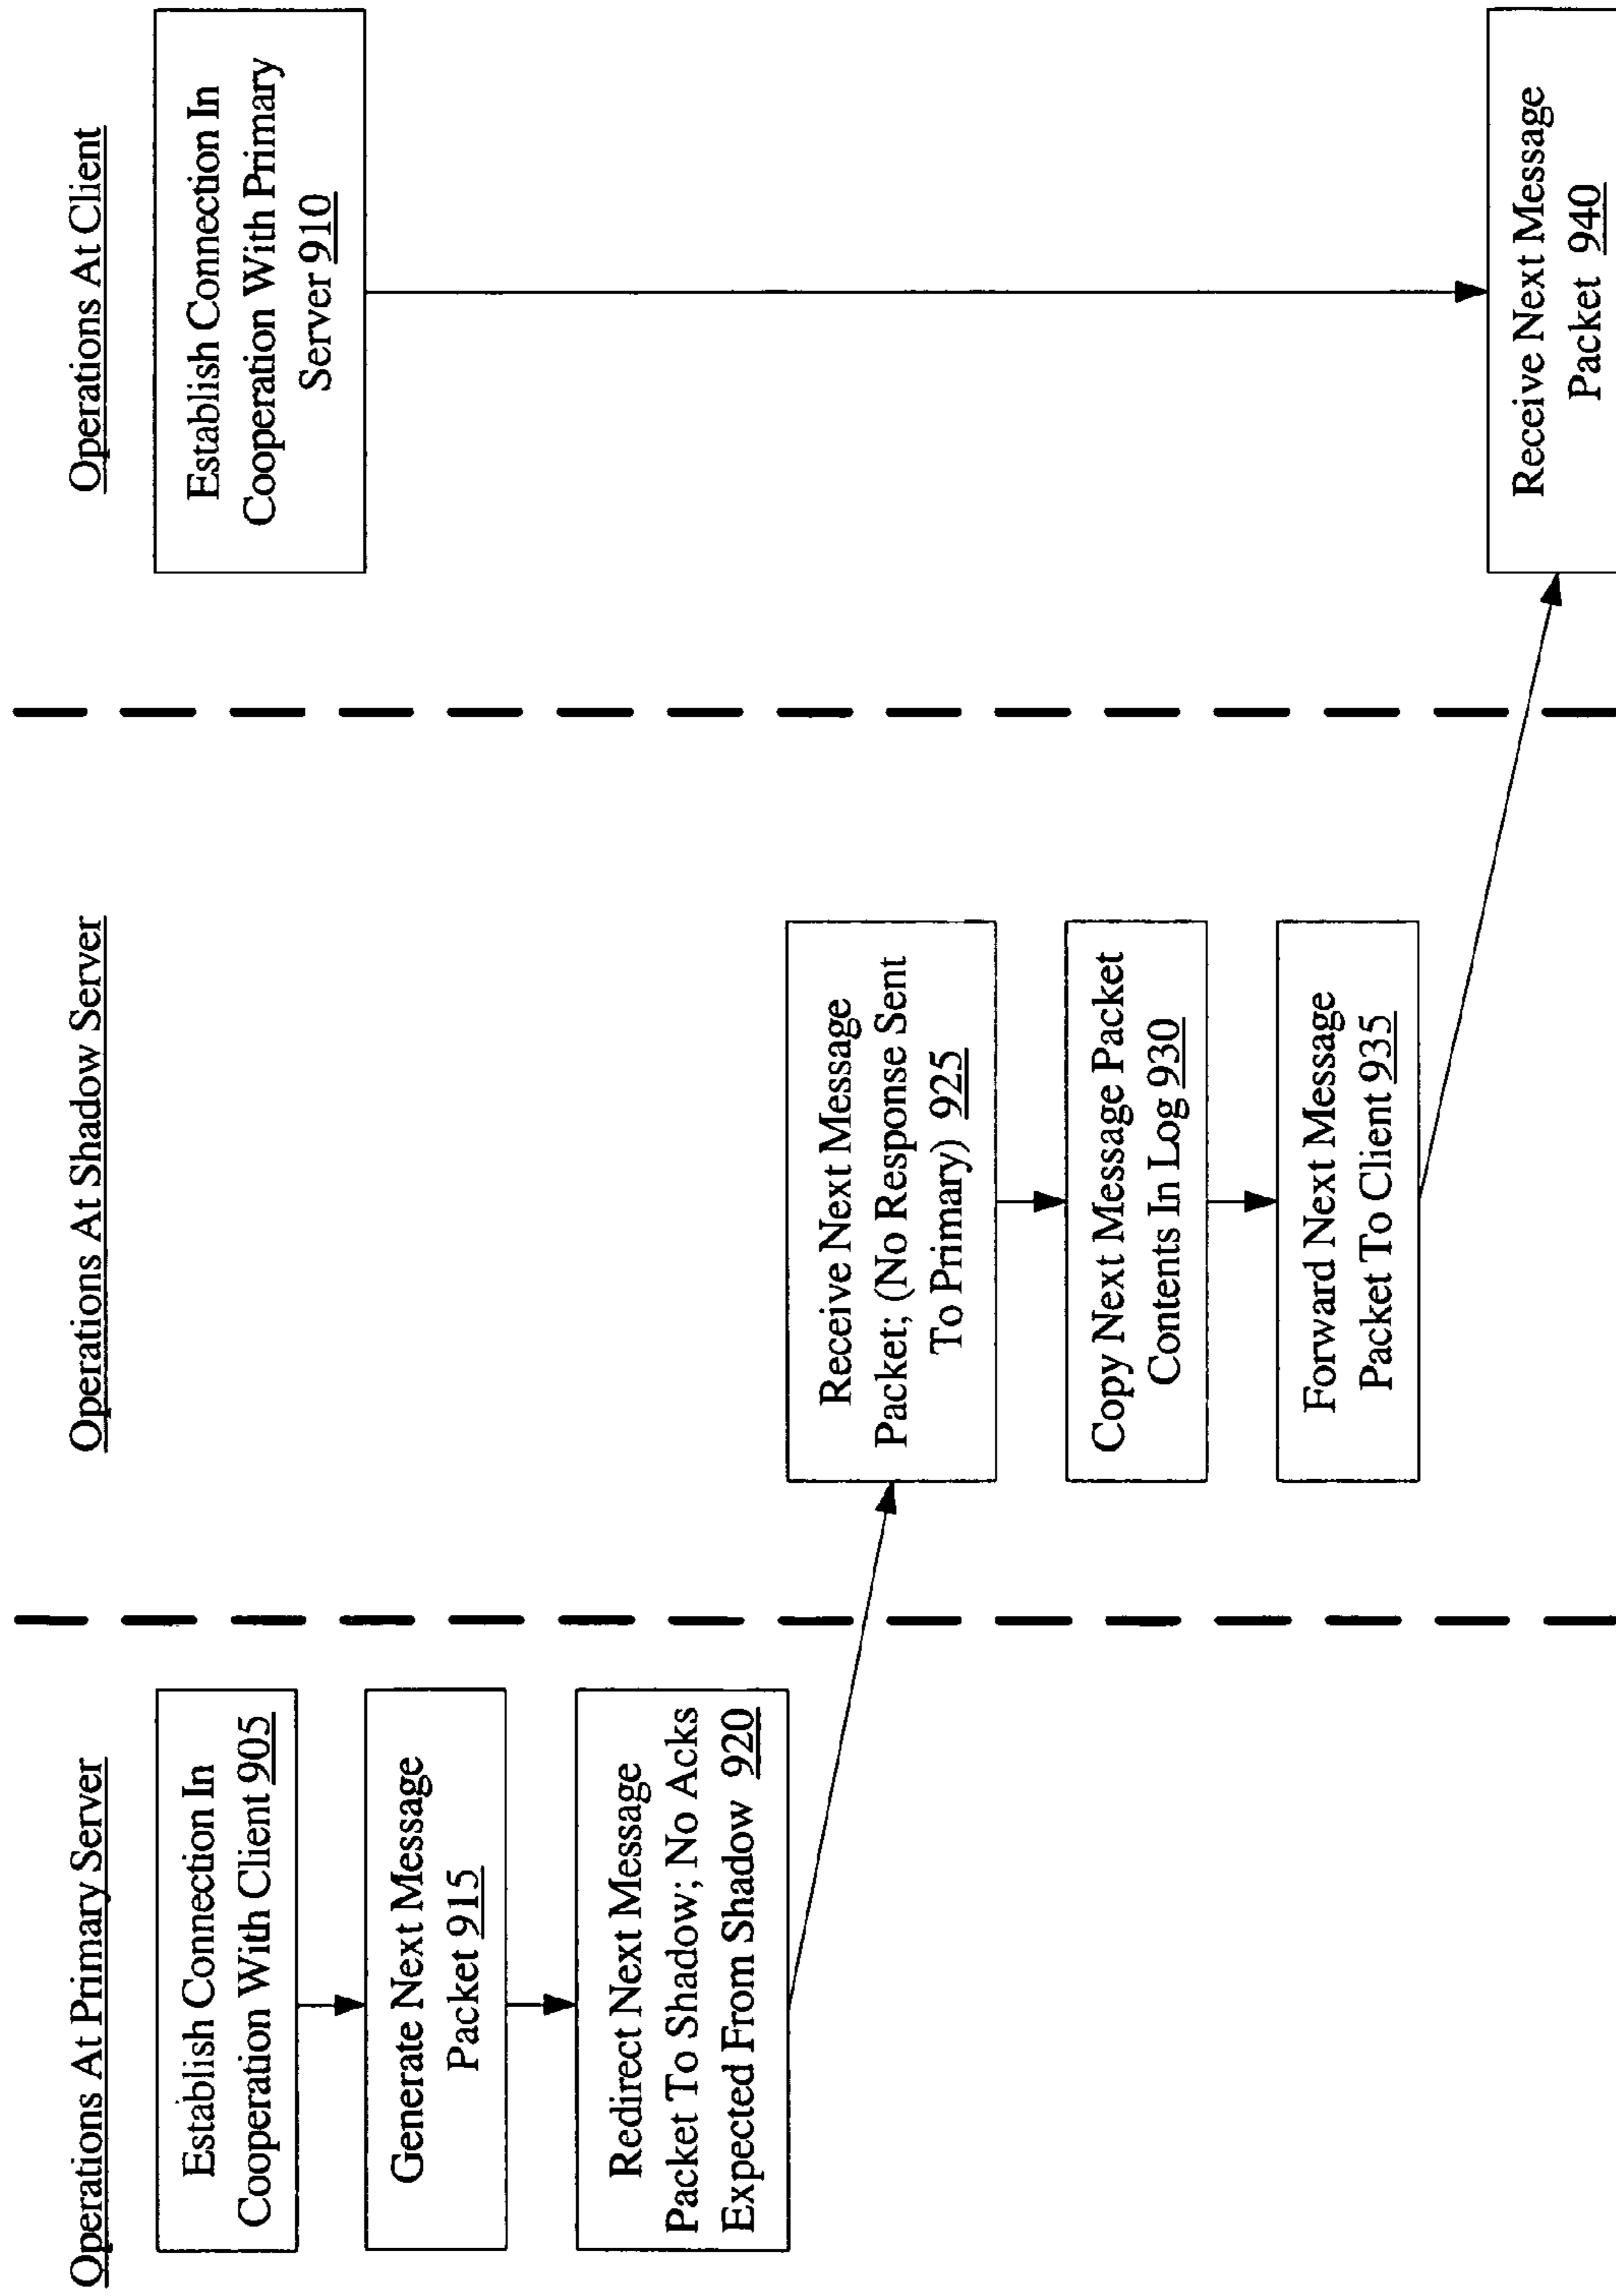 Operations At Primary Server
Establish Connection In
Cooperation With Client 905
Generate Next Message
Packet 915
Redirect Next Message
Packet To Shadow; No Acks
Expected From Shadow 920
Operations At Shadow Server
Receive Next Message
Packet; (No Response Sent
To Primary) 925
Copy Next Message Packet
Contents In Log 930
Forward Next Message
Packet To Client 935
Operations At Client
Establish Connection In
Cooperation With Primary
Server 910
Receive Next Message
Packet 940